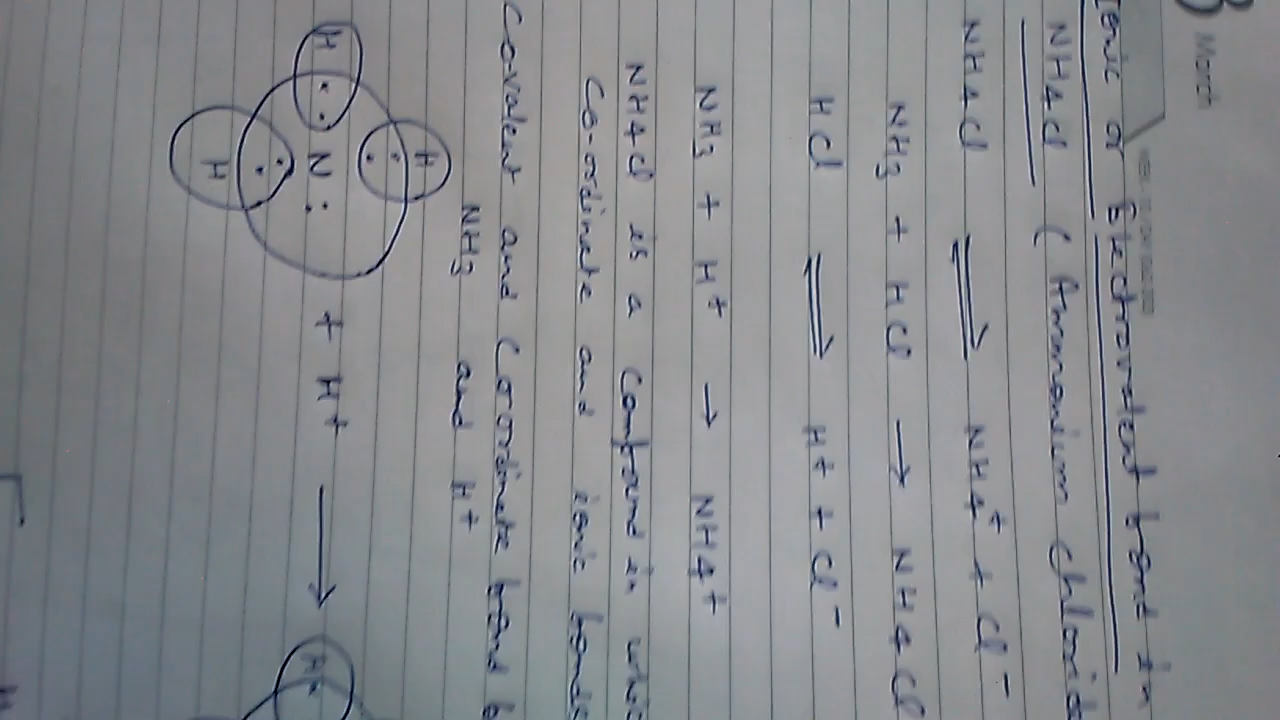 March
Ionic or Electrovalent bond in
NH4Cl ( Ammonium chloride
NH4Cl ⇌ NH4+ + Cl-
NH3 + HCl → NH4Cl
HCl ⇌ H+ + Cl-
NH3 + H+ → NH4+
NH4Cl is a compound in which
Co-ordinate and ionic bonds
Covalent and Coordinate bond b
NH3 and H+
H
H N : + H+ →
H